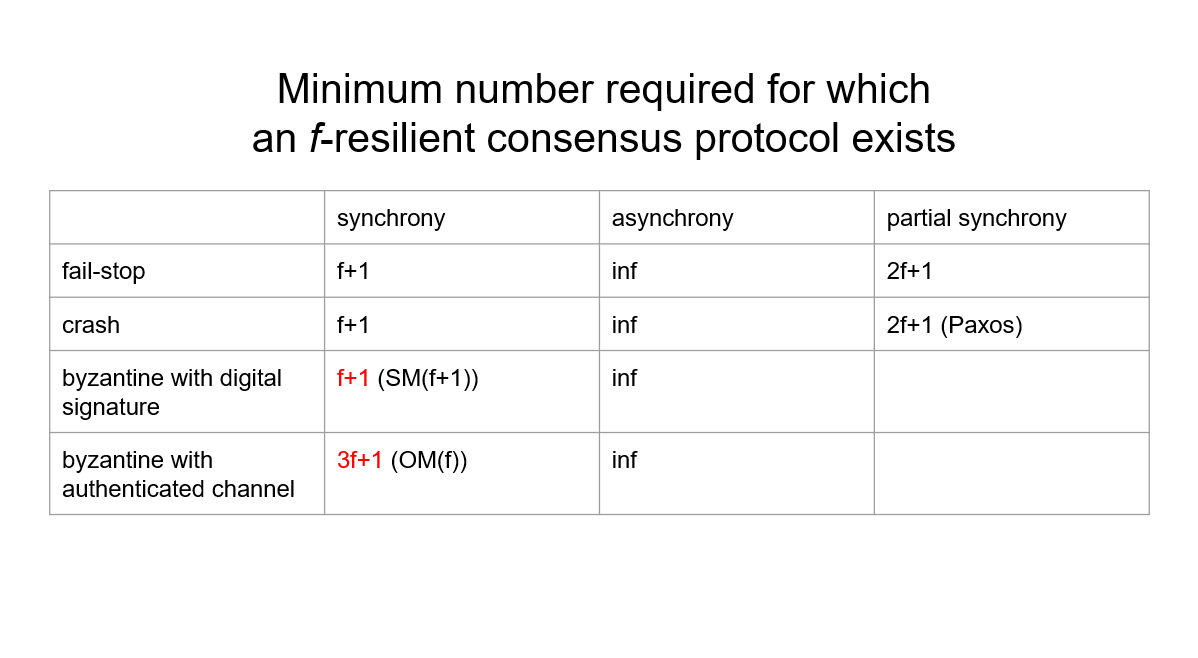 Minimum number required for which
an f-resilient consensus protocol exists
synchrony
asynchrony
partial synchrony
fail-stop
f+1
inf
2f+1
crash
f+1
inf
2f+1 (Paxos)
byzantine with digital
signature
f+1 (SM(f+1))
inf
byzantine with
authenticated channel
3f+1 (OM(f))
inf